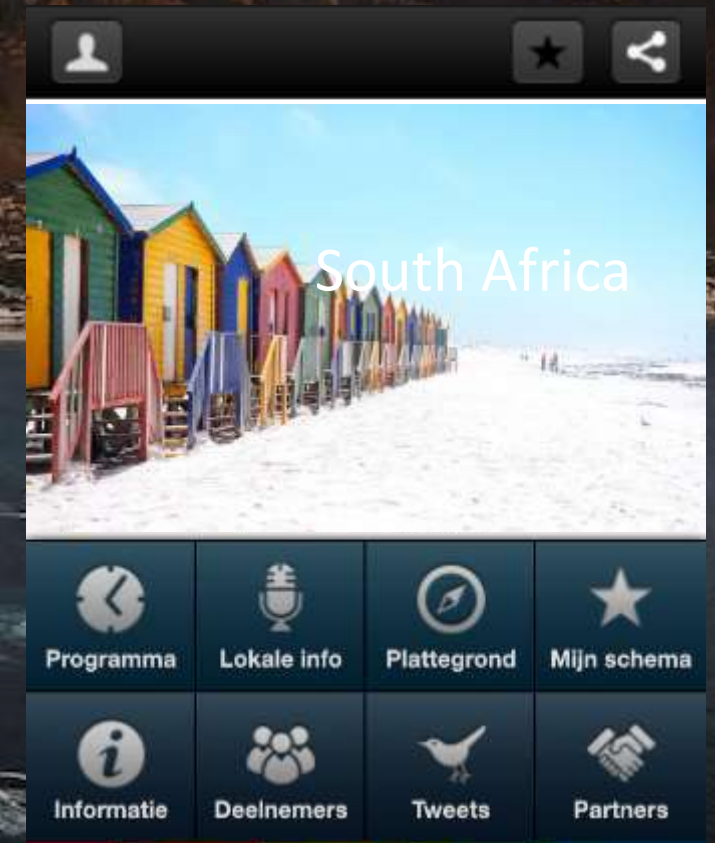 South Africa
Programma Lokale info Plattegrond Mijn schema
Informatie Deelnemers Tweets Partners